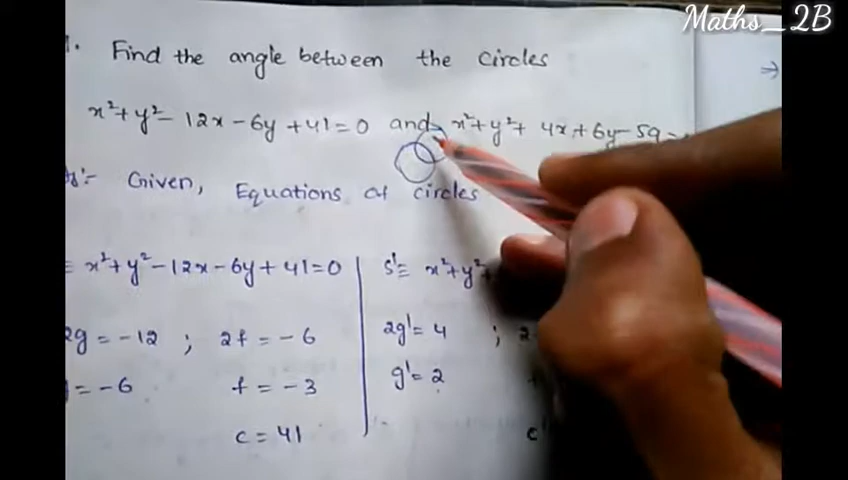 Maths_2B
1. Find the angle between the circles
x²+y²-12x-6y+41=0 and x²+y²+4x+6y-59
Given, Equations of circles
≡ x²+y²-12x-6y+41=0
S'≡ x²+y²+
2g=-12 ; 2f=-6
2g'=4 ; 2
=-6 f=-3
g'=2
c=41
c'